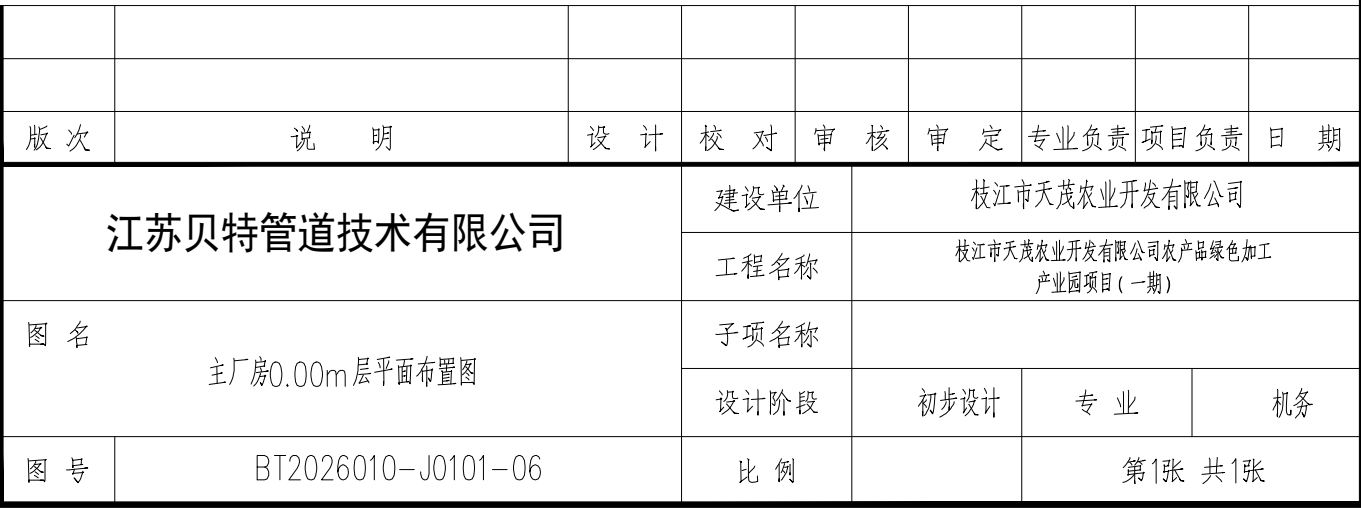 版 次 说 明 设 计 校 对 审 核 审 定 专业负责 项目负责 日 期
江苏贝特管道技术有限公司
建设单位 枝江市天茂农业开发有限公司
工程名称 枝江市天茂农业开发有限公司农产品绿色加工
产业园项目(一期)
图 名
主厂房0.00m层平面布置图
子项名称
设计阶段 初步设计 专 业 机务
图 号 BT2026010-J0101-06 比 例 第1张 共1张